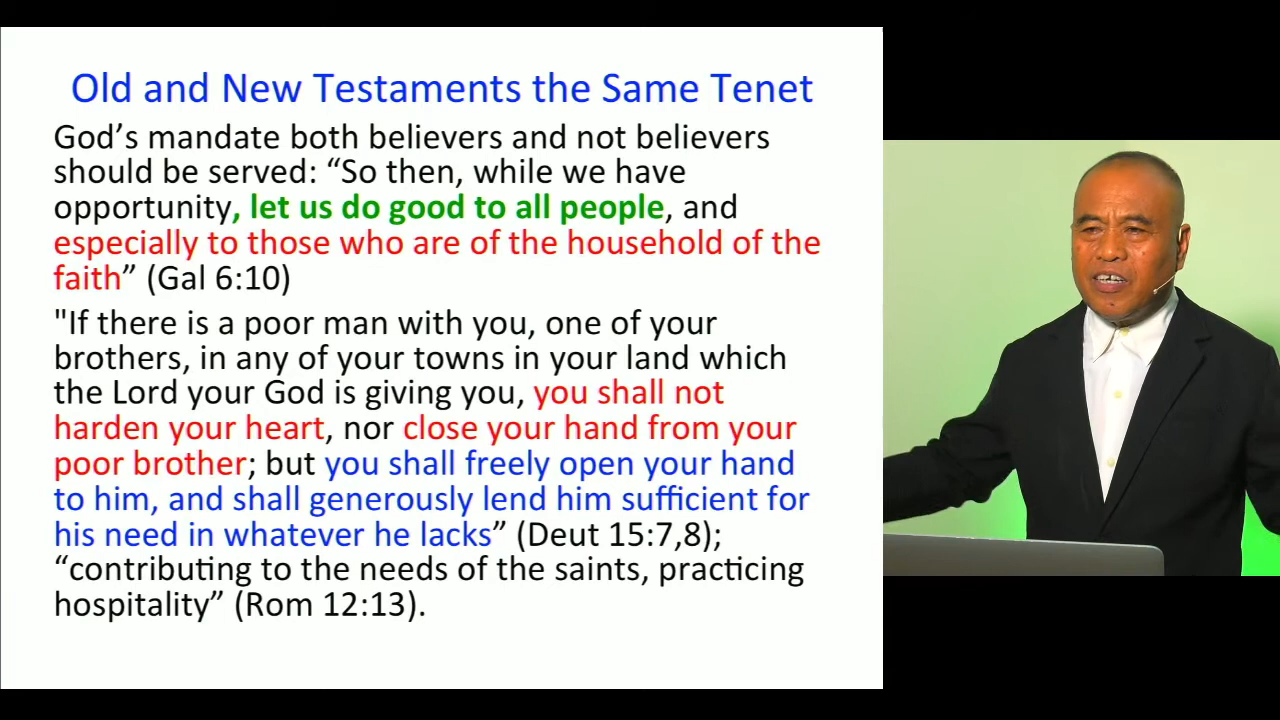 Old and New Testaments the Same Tenet
God’s mandate both believers and not believers
should be served: “So then, while we have
opportunity, let us do good to all people, and
especially to those who are of the household of the
faith” (Gal 6:10)
"If there is a poor man with you, one of your
brothers, in any of your towns in your land which
the Lord your God is giving you, you shall not
harden your heart, nor close your hand from your
poor brother; but you shall freely open your hand
to him, and shall generously lend him sufficient for
his need in whatever he lacks” (Deut 15:7,8);
“contributing to the needs of the saints, practicing
hospitality” (Rom 12:13).